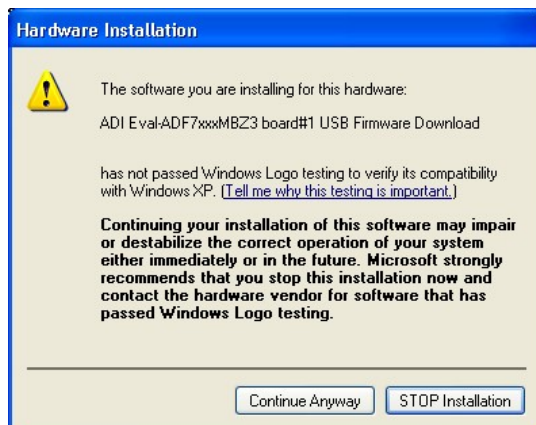 Hardware Installation
The software you are installing for this hardware:
ADI Eval-ADF7xxxMBZ3 board#1 USB Firmware Download
has not passed Windows Logo testing to verify its compatibility
with Windows XP. (Tell me why this testing is important.)
Continuing your installation of this software may impair
or destabilize the correct operation of your system
either immediately or in the future. Microsoft strongly
recommends that you stop this installation now and
contact the hardware vendor for software that has
passed Windows Logo testing.
Continue Anyway
STOP Installation